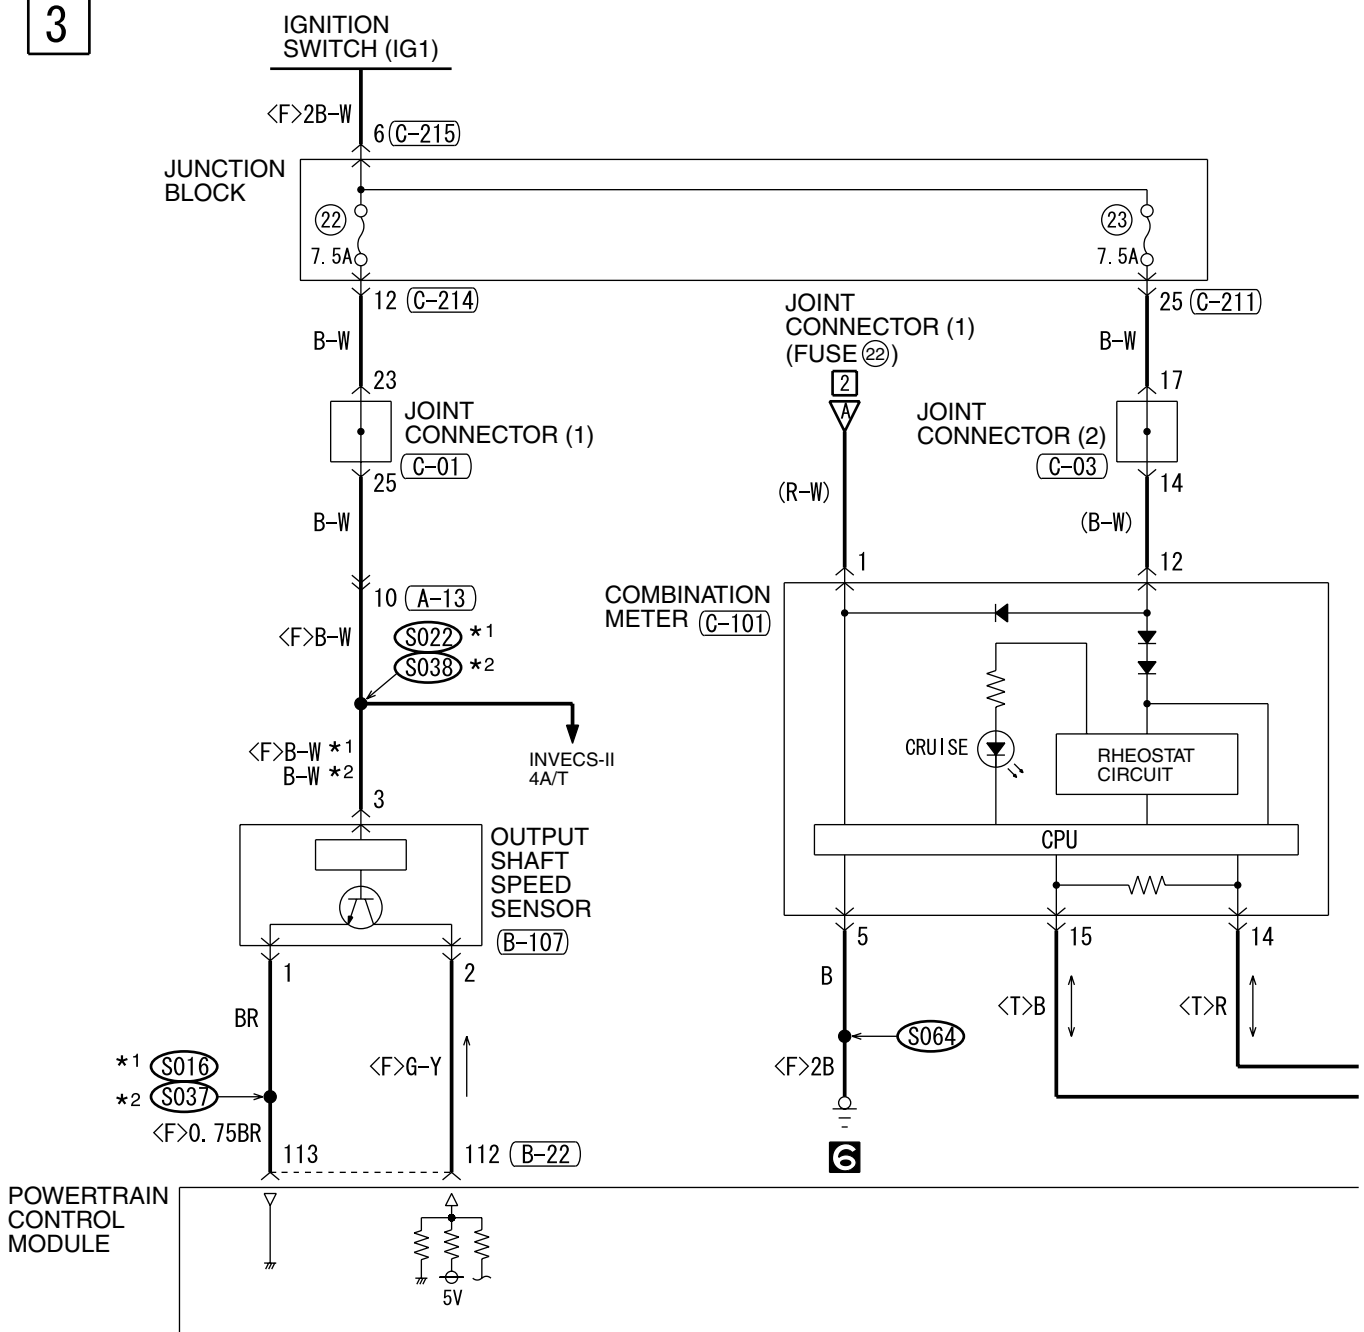 3
IGNITION
SWITCH (IG1)
<F>2B-W
6 C-215
JUNCTION
BLOCK
22
7.5A
23
7.5A
12 C-214
25 C-211
B-W
JOINT
CONNECTOR (1)
(FUSE 22)
2
A
B-W
23
JOINT
CONNECTOR (1)
C-01
25
17
JOINT
CONNECTOR (2)
C-03
14
B-W
(R-W)
(B-W)
10 A-13
1
12
COMBINATION
METER C-101
<F>B-W
S022 *1
S038 *2
<F>B-W *1
B-W *2
INVECS-II
4A/T
CRUISE
RHEOSTAT
CIRCUIT
CPU
3
OUTPUT
SHAFT
SPEED
SENSOR
B-107
1
2
5
15
14
BR
<F>G-Y
B
<T>B
<T>R
*1 S016
*2 S037
S064
<F>2B
<F>0.75BR
113
112 B-22
6
POWERTRAIN
CONTROL
MODULE
5V